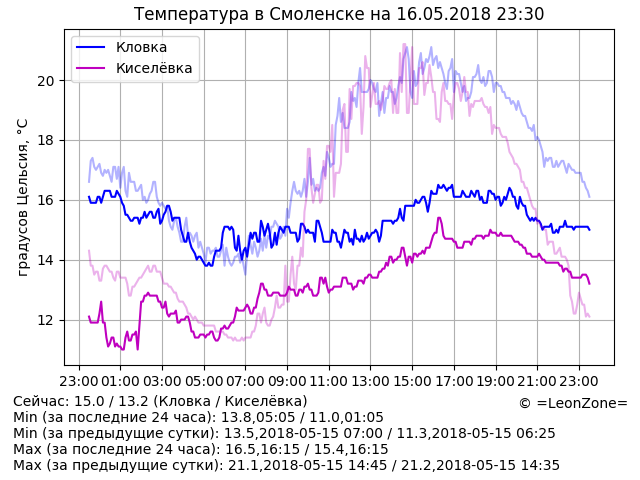 Температура в Смоленске на 16.05.2018 23:30
Кловка
Киселёвка
градусов Цельсия, °C
20
18
16
14
12
23:00 01:00 03:00 05:00 07:00 09:00 11:00 13:00 15:00 17:00 19:00 21:00 23:00
Сейчас: 15.0 / 13.2 (Кловка / Киселёвка)
© =LeonZone=
Min (за последние 24 часа): 13.8,05:05 / 11.0,01:05
Min (за предыдущие сутки): 13.5,2018-05-15 07:00 / 11.3,2018-05-15 06:25
Max (за последние 24 часа): 16.5,16:15 / 15.4,16:15
Max (за предыдущие сутки): 21.1,2018-05-15 14:45 / 21.2,2018-05-15 14:35